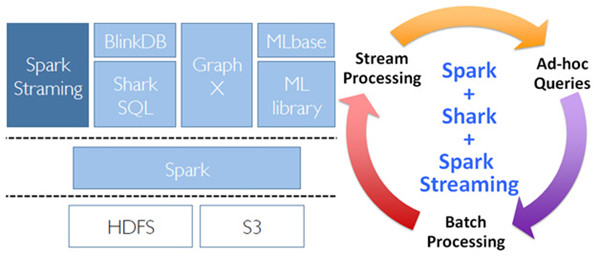 Spark
Straming
BlinkDB
Shark
SQL
Graph
X
MLbase
ML
library
Spark
HDFS
S3
Stream
Processing
Ad-hoc
Queries
Spark
+
Shark
+
Spark
Streaming
Batch
Processing